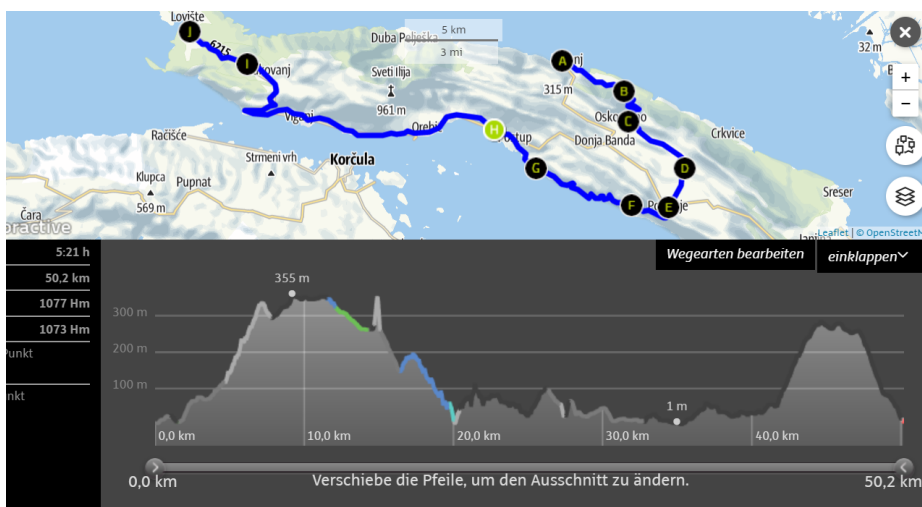 Lovište
J
6215
I
Duba Pelješka
5 km
3 mi
A
315 m
B
C
Sveti Ilija
961 m
32 m
+
−
Donja Banda
Crkvice
H
G
D
F
E
Račišće
Korčula
Strmeni vrh
Klupca
Pupnat
569 m
Čara
Sreser
Leaflet | © OpenStreetM
5:21 h
50,2 km
1077 Hm
1073 Hm
Wegearten bearbeiten
einklappen
355 m
300 m
200 m
100 m
1 m
0,0 km
10,0 km
20,0 km
30,0 km
40,0 km
0,0 km
Verschiebe die Pfeile, um den Ausschnitt zu ändern.
50,2 km